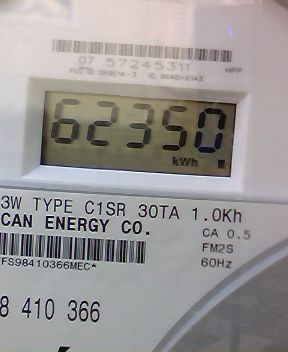 07 57245311
HPP
62350
kWh
3W TYPE C1SR 30TA 1.0Kh
CAN ENERGY CO.
CA 0.5
FM2S
60Hz
FS98410366MEC*
8 410 366